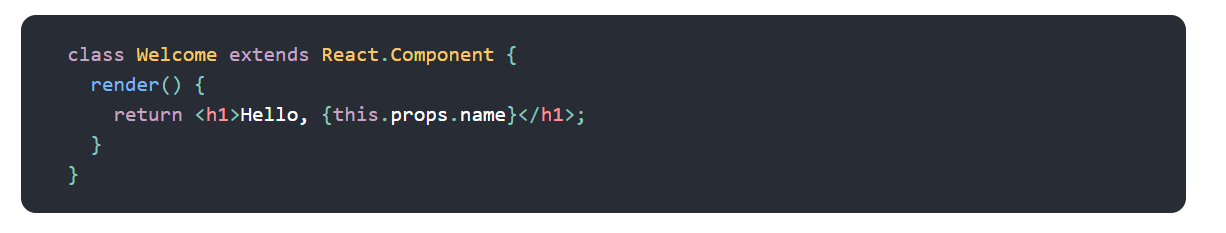 class Welcome extends React.Component {
  render() {
    return <h1>Hello, {this.props.name}</h1>;
  }
}